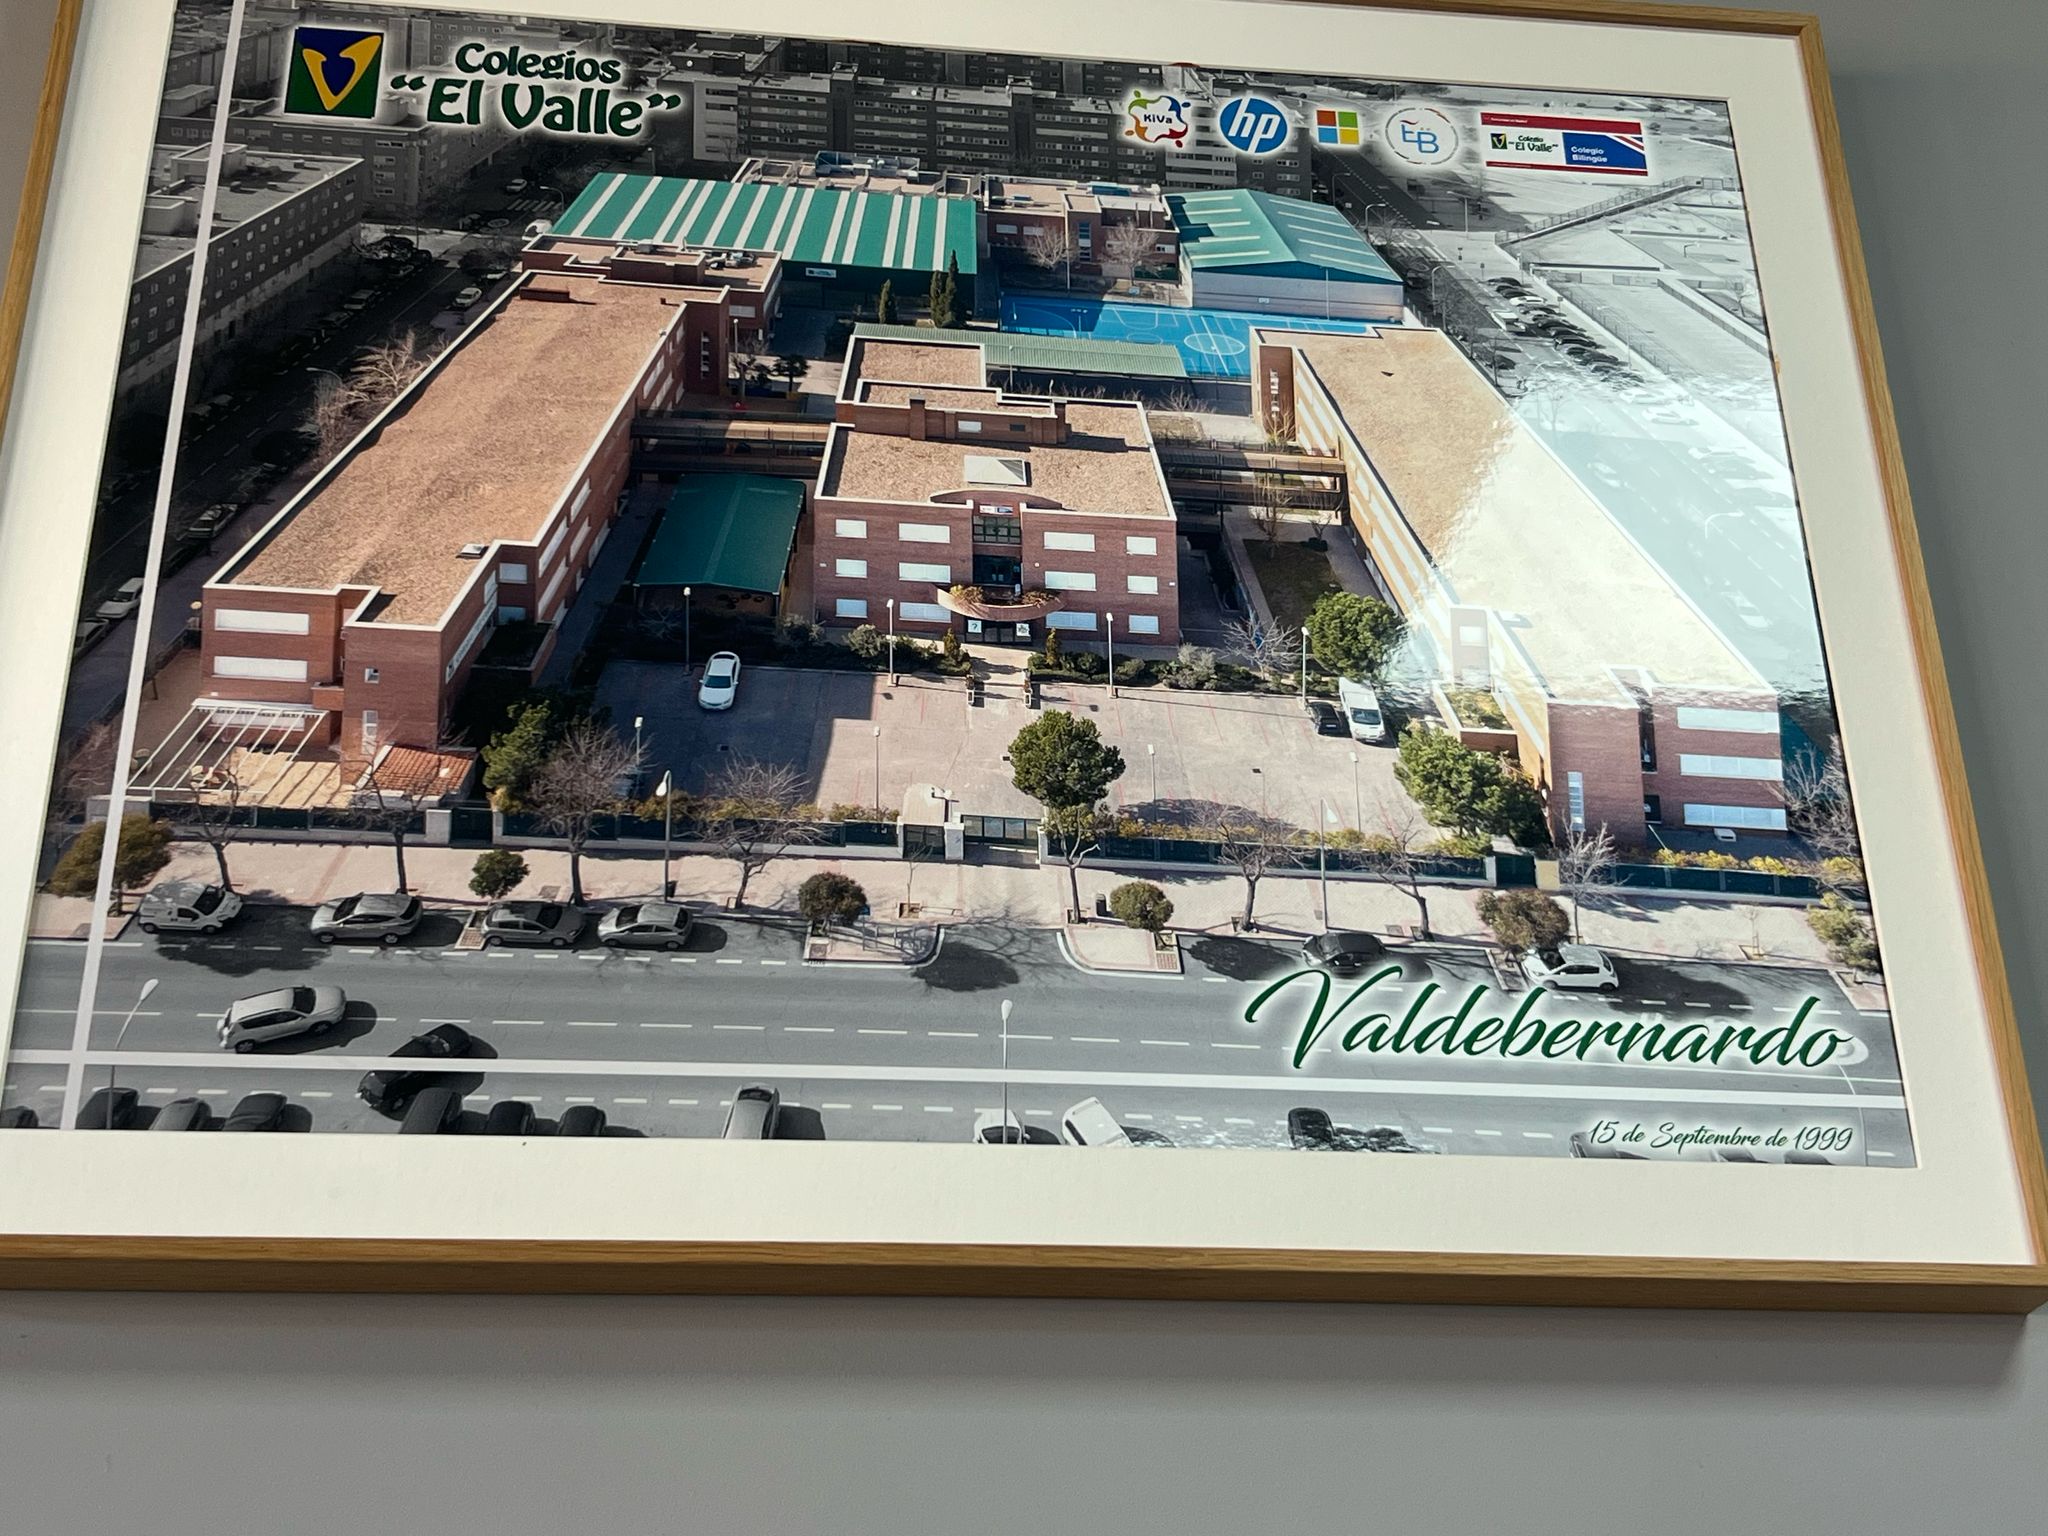 Colegios
"El Valle"
KiVa
hp
EB
Colegio
"El Valle"
Colegio
Bilingüe
Valdebernardo
15 de Septiembre de 1999